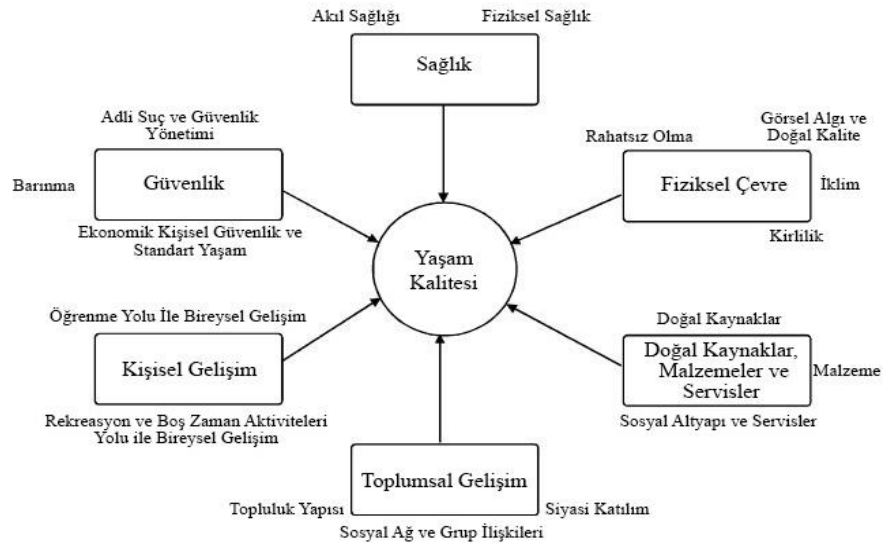 Akıl Sağlığı
Fiziksel Sağlık
Sağlık
Adli Suç ve Güvenlik
Yönetimi
Barınma
Güvenlik
Ekonomik Kişisel Güvenlik ve
Standart Yaşam
Görsel Algı ve
Doğal Kalite
Rahatsız Olma
Fiziksel Çevre
İklim
Kirlilik
Yaşam
Kalitesi
Öğrenme Yolu İle Bireysel Gelişim
Kişisel Gelişim
Rekreasyon ve Boş Zaman Aktiviteleri
Yolu ile Bireysel Gelişim
Doğal Kaynaklar
Doğal Kaynaklar,
Malzemeler ve
Servisler
Malzeme
Sosyal Altyapı ve Servisler
Toplumsal Gelişim
Topluluk Yapısı
Siyasi Katılım
Sosyal Ağ ve Grup İlişkileri